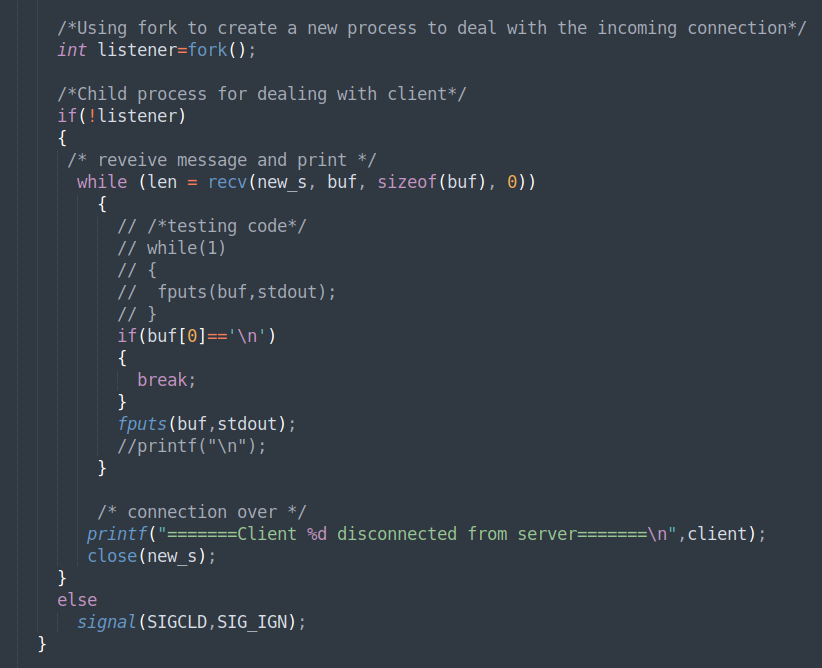 /*Using fork to create a new process to deal with the incoming connection*/
int listener=fork();
/*Child process for dealing with client*/
if(!listener)
{
/* reveive message and print */
while (len = recv(new_s, buf, sizeof(buf), 0))
{
// /*testing code*/
// while(1)
// {
//  fputs(buf,stdout);
// }
if(buf[0]=='\n')
{
break;
}
fputs(buf,stdout);
//printf("\n");
}
/* connection over */
printf("=======Client %d disconnected from server=======\n",client);
close(new_s);
}
else
signal(SIGCLD,SIG_IGN);
}